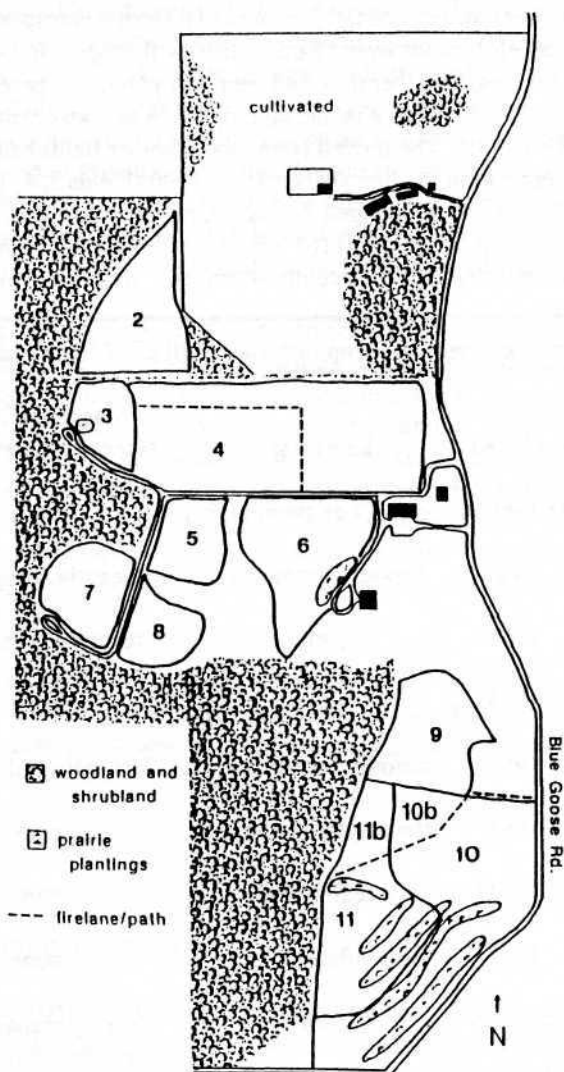 cultivated
2
3
4
5
6
7
8
9
11b
10b
10
11
Blue Goose Rd.
woodland and
shrubland
prairie
plantings
firelane/path
N